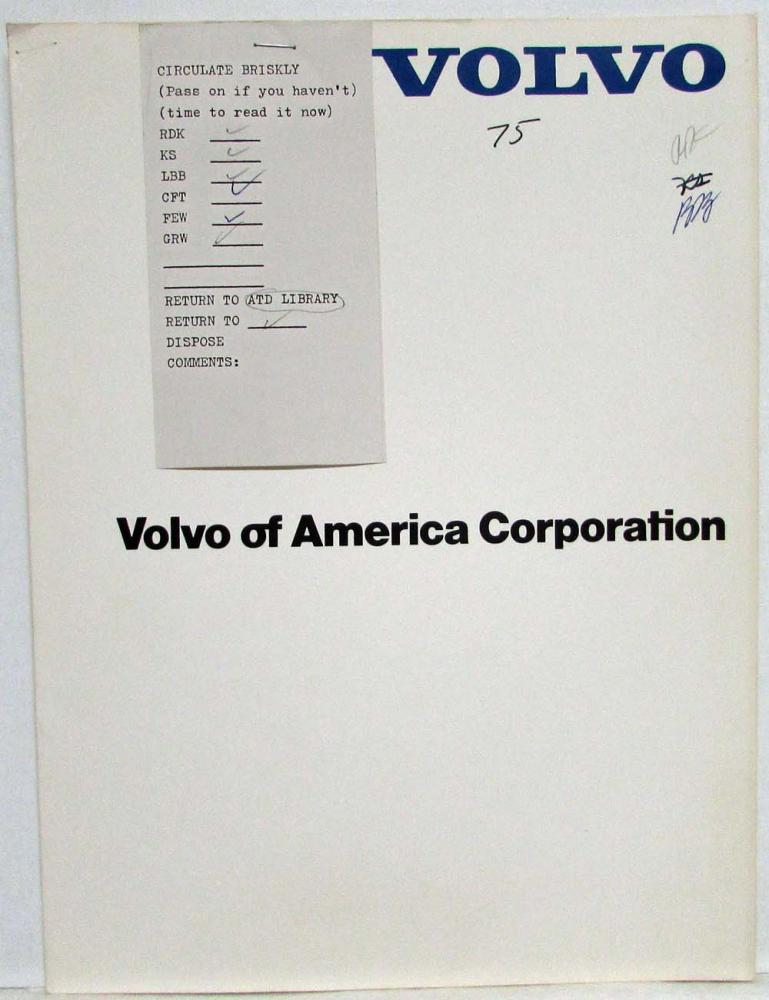 VOLVO
75
CIRCULATE BRISKLY
(Pass on if you haven't)
(time to read it now)
RDK
KS
LBB
CFT
FEW
GRW
RETURN TO ATD LIBRARY
RETURN TO
DISPOSE
COMMENTS:
Volvo of America Corporation